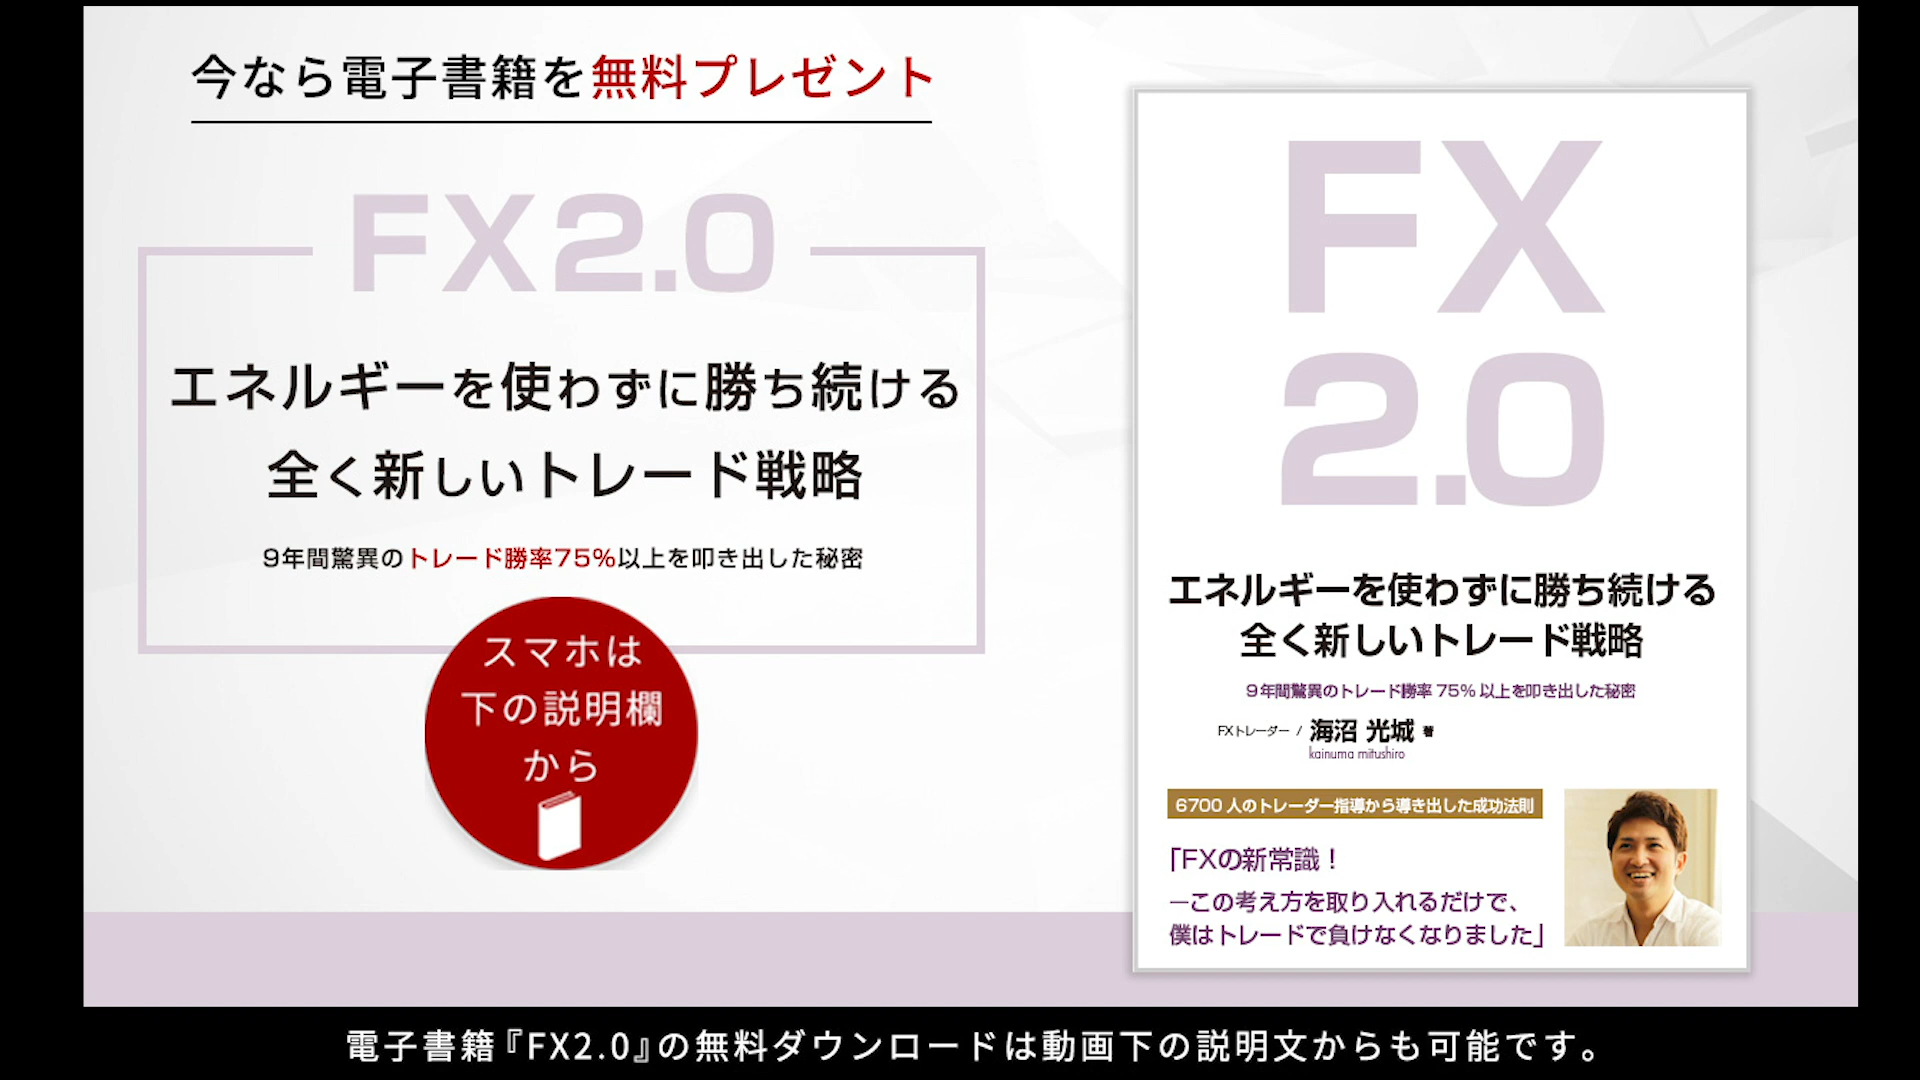 今なら電子書籍を無料プレゼント
FX2.0
エネルギーを使わずに勝ち続ける
全く新しいトレード戦略
9年間驚異のトレード勝率75%以上を叩き出した秘密
スマホは
下の説明欄
から
FX
2.0
エネルギーを使わずに勝ち続ける
全く新しいトレード戦略
9年間驚異のトレード勝率75%以上を叩き出した秘密
FXトレーダー / 海沼 光城 著
kainuma mitushiro
6700人のトレーダー指導から導き出した成功法則
「FXの新常識!
―この考え方を取り入れるだけで、
僕はトレードで負けなくなりました」
電子書籍『FX2.0』の無料ダウンロードは動画下の説明文からも可能です。